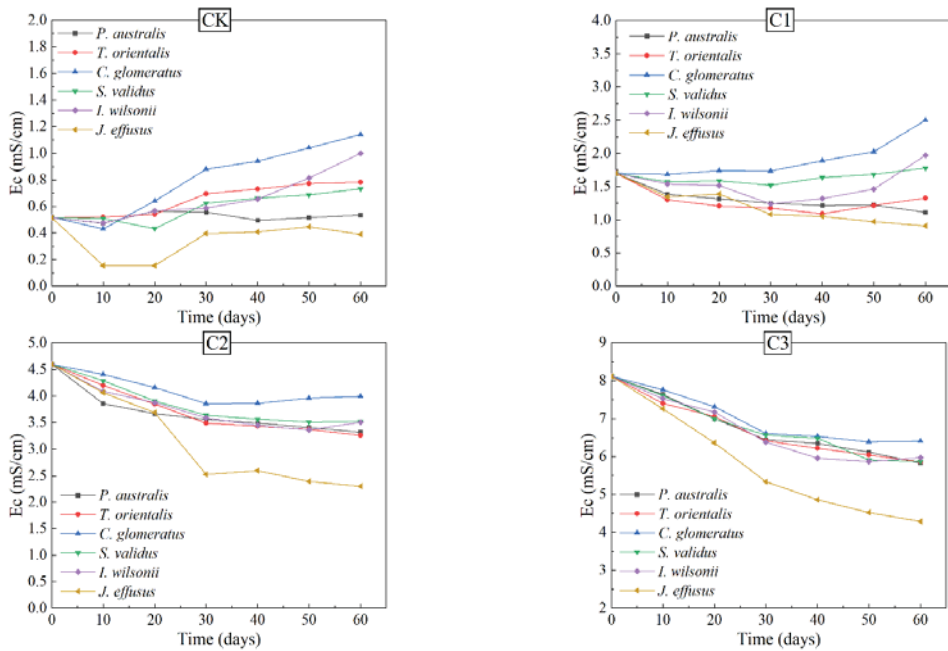 CK
2.0
1.8
1.6
1.4
1.2
1.0
0.8
0.6
0.4
0.2
0.0
Ec (mS/cm)
P. australis
T. orientalis
C. glomeratus
S. validus
I. wilsonii
J. effusus
0 10 20 30 40 50 60
Time (days)
C1
4.0
3.5
3.0
2.5
2.0
1.5
1.0
0.5
0.0
Ec (mS/cm)
P. australis
T. orientalis
C. glomeratus
S. validus
I. wilsonii
J. effusus
0 10 20 30 40 50 60
Time (days)
C2
5.0
4.5
4.0
3.5
3.0
2.5
2.0
1.5
1.0
0.5
0.0
Ec (mS/cm)
P. australis
T. orientalis
C. glomeratus
S. validus
I. wilsonii
J. effusus
0 10 20 30 40 50 60
Time (days)
C3
9
8
7
6
5
4
3
2
Ec (mS/cm)
P. australis
T. orientalis
C. glomeratus
S. validus
I. wilsonii
J. effusus
0 10 20 30 40 50 60
Time (days)